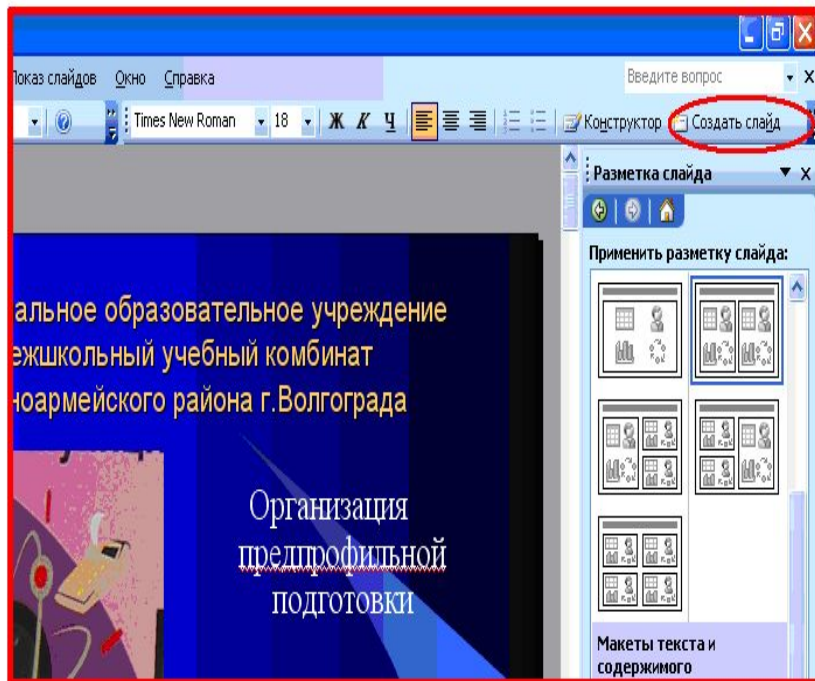 Показ слайдов Окно Справка Введите вопрос
Times New Roman 18 Ж К Ч Конструктор Создать слайд
Разметка слайда
Применить разметку слайда:
альное образовательное учреждение
ежшкольный учебный комбинат
ноармейского района г.Волгограда
Организация
предпрофильной
подготовки
Макеты текста и
содержимого